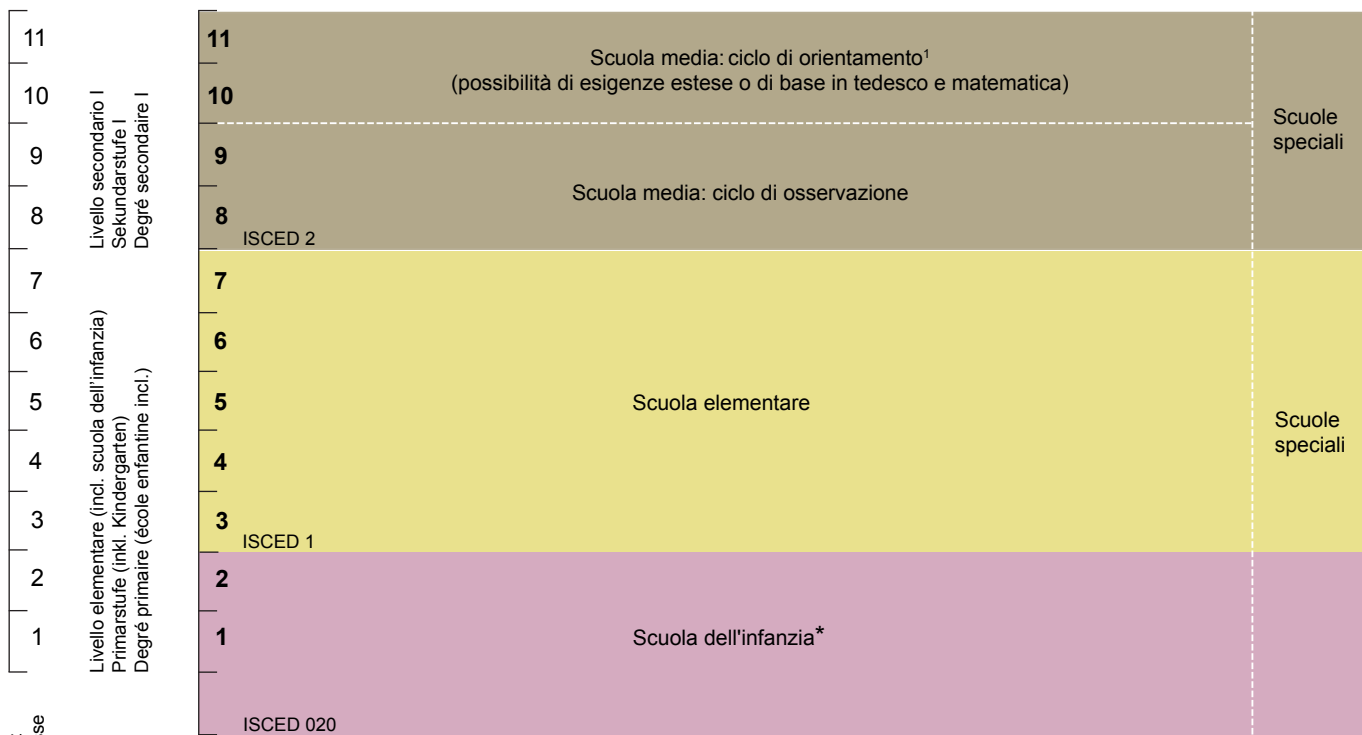 11
10
9
8
7
6
5
4
3
2
1
Livello secondario I
Sekundarstufe I
Degré secondaire I
Livello elementare (incl. scuola dell'infanzia)
Primarstufe (inkl. Kindergarten)
Degré primaire (école enfantine incl.)
11
10
9
8
7
6
5
4
3
2
1
Scuola media: ciclo di orientamento¹
(possibilità di esigenze estese o di base in tedesco e matematica)
Scuola media: ciclo di osservazione
ISCED 2
Scuole
speciali
Scuola elementare
ISCED 1
Scuole
speciali
Scuola dell'infanzia*
ISCED 020